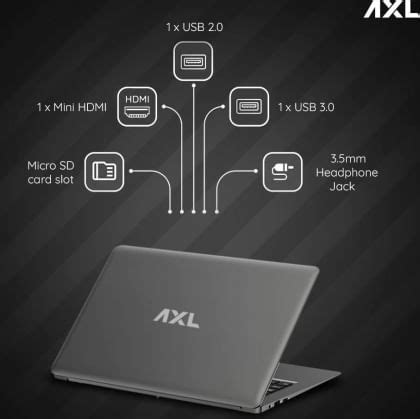 AXL
1 x USB 2.0
1 x Mini HDMI
HDMI
1 x USB 3.0
Micro SD
card slot
3.5mm
Headphone
Jack
AXL